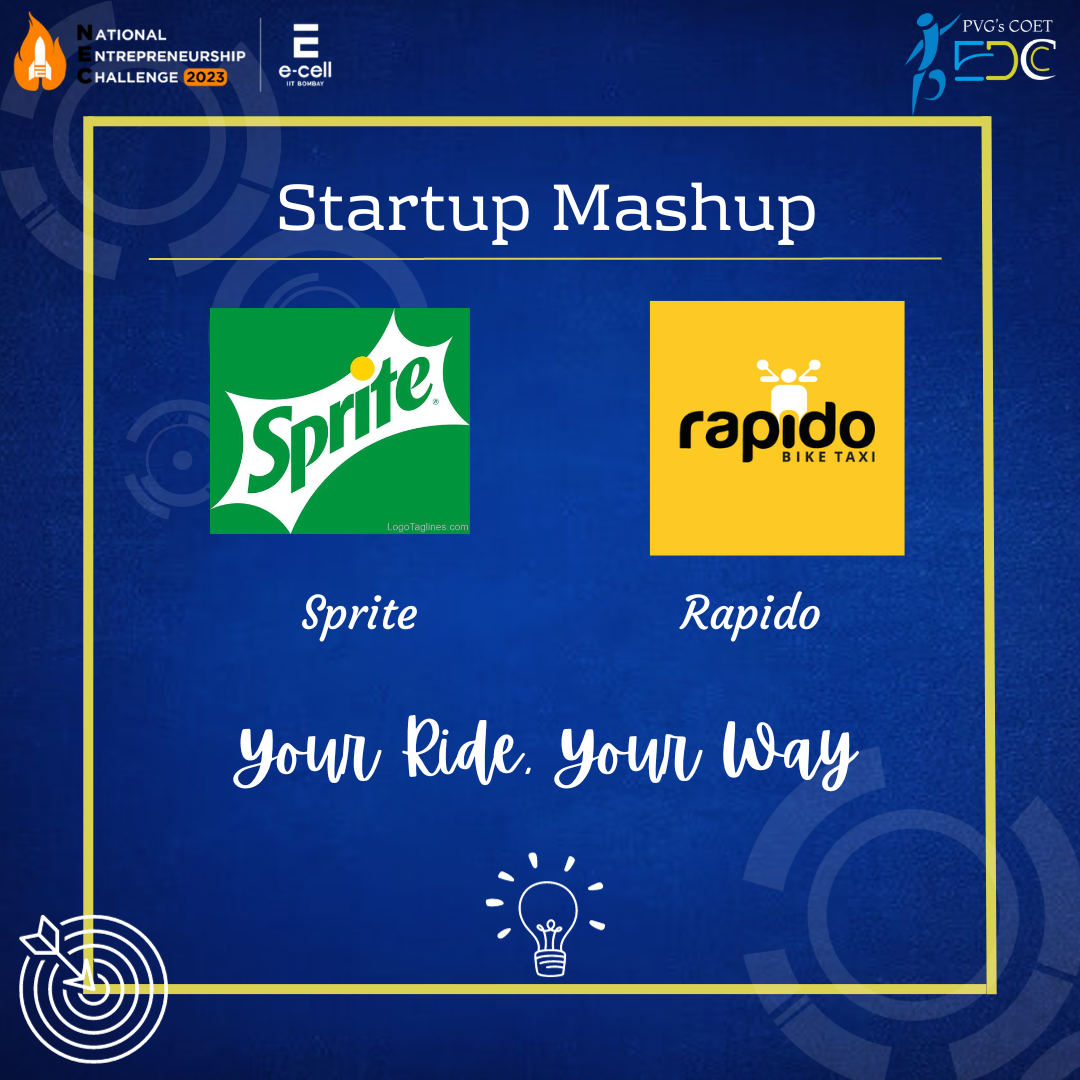 NATIONAL
ENTREPRENEURSHIP
CHALLENGE 2023
e-cell
IIT BOMBAY
PVG's COET
EDC
Startup Mashup
Sprite
®
LogoTaglines.com
rapido
BIKE TAXI
Sprite
Rapido
Your Ride, Your Way